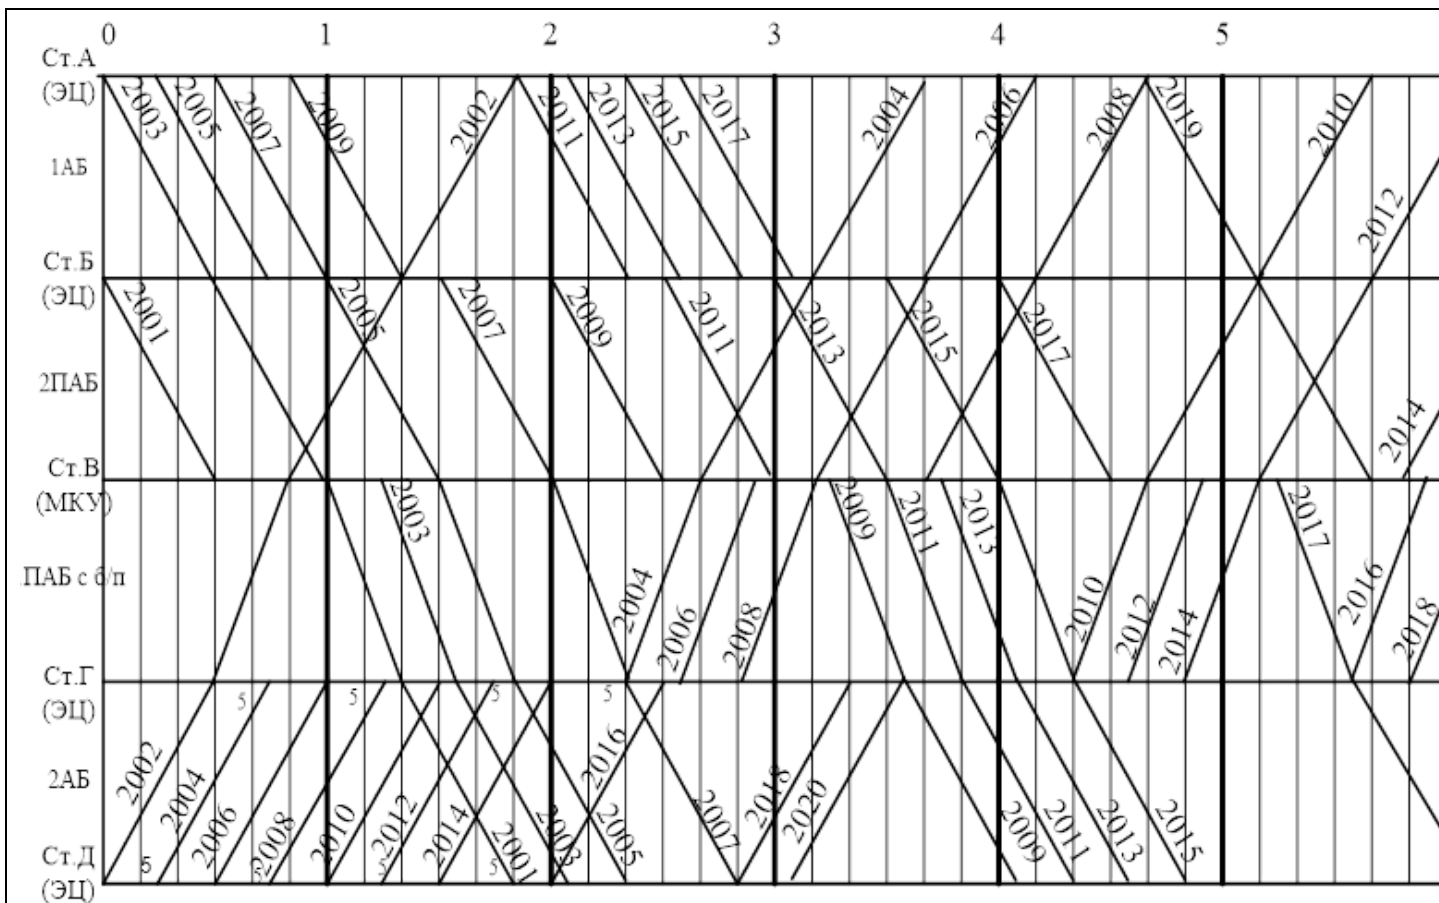 0 1 2 3 4 5
Ст.А
(ЭЦ)
2003 2005 2007 2009 2002 2011 2013 2015 2017 2004 2006 2008 2019 2010
1АБ
2012
Ст.Б
(ЭЦ)
2001 2005 2007 2009 2011 2013 2015 2017
2ПАБ
2014
Ст.В
(МКУ)
2003 2009 2011 2013 2017
ПАБ с б/п
2004 2006 2008 2010 2012 2014 2016 2018
Ст.Г
(ЭЦ)
5 5 5 5
2АБ
2002 2004 2006 2008 2010 2012 2014 2001 2003 2016 2005 2007 2018 2020 2009 2011 2013 2015
Ст.Д
(ЭЦ)
5 5 5 5